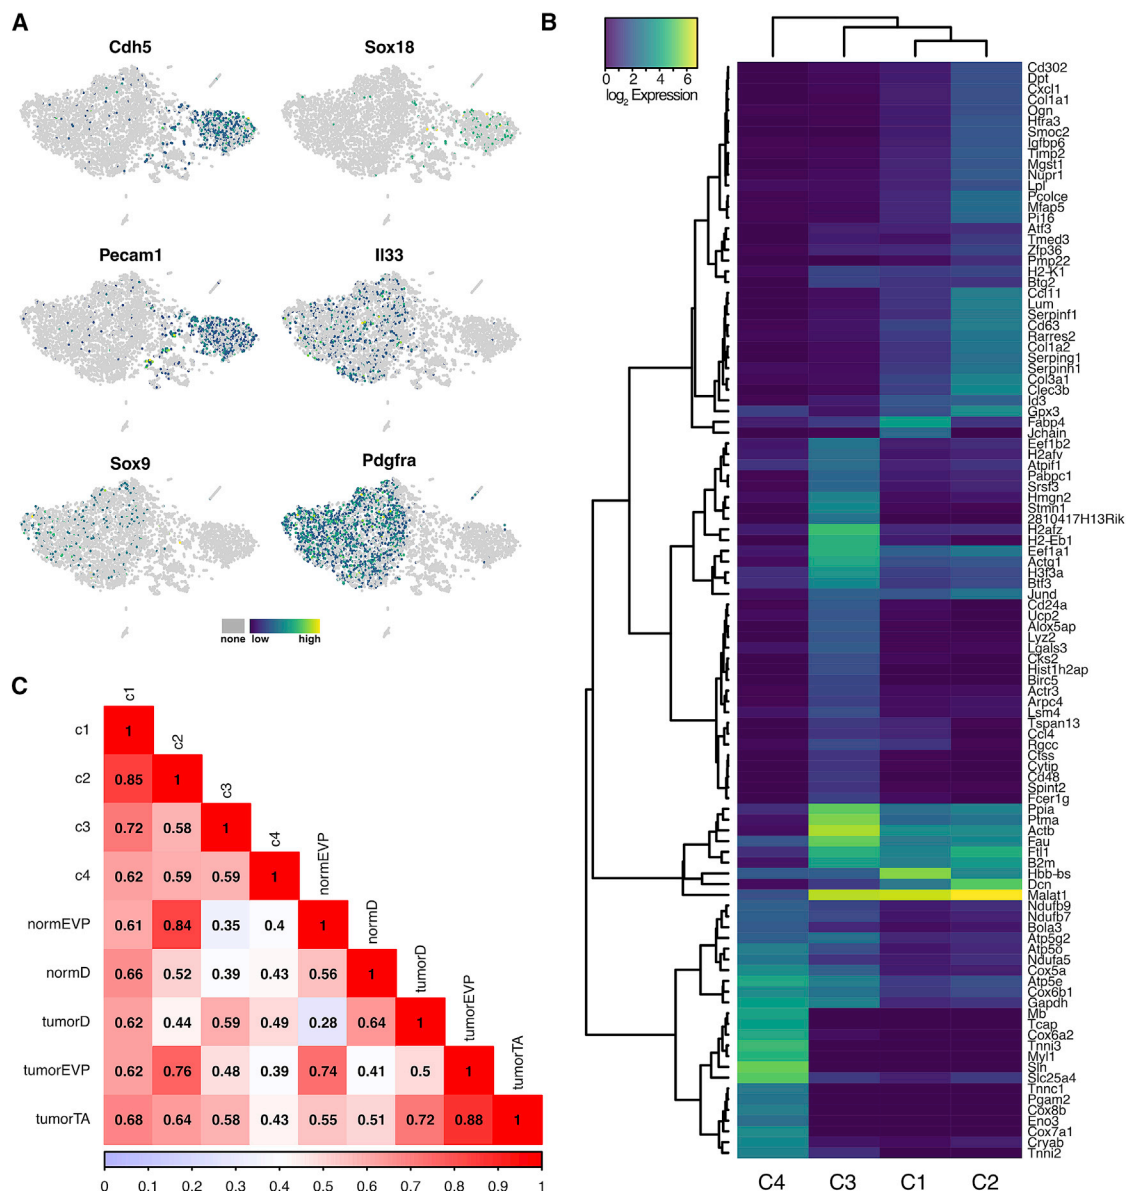 A
Cdh5
Sox18
Pecam1
Il33
Sox9
Pdgfra
none
low
high
B
0 2 4 6
log2 Expression
Cd302
Dpt
Cxcl1
Col1a1
Ogn
Htra3
Smoc2
Igfbp6
Timp2
Mgst1
Nupr1
Lpl
Pcolce
Mfap5
Pi16
Atf3
Tmed3
Zfp36
Pmp22
H2-K1
Btg2
Ccl11
Lum
Serpinf1
Cd63
Rarres2
Col1a2
Serping1
Serpinh1
Col3a1
Clec3b
Id3
Gpx3
Fabp4
Jchain
Eef1b2
H2afv
Atpif1
Pabpc1
Srsf3
Hmgn2
Stmn1
2810417H13Rik
H2afz
H2-Eb1
Eef1a1
Actg1
H3f3a
Btf3
Jund
Cd24a
Ucp2
Alox5ap
Lyz2
Lgals3
Cks2
Hist1h2ap
Birc5
Actr3
Arpc4
Lsm4
Tspan13
Ccl4
Rgcc
Ctss
Cytip
Cd48
Spint2
Fcer1g
Ppia
Ptma
Actb
Fau
Ftl1
B2m
Hbb-bs
Dcn
Malat1
Ndufb9
Ndufb7
Bola3
Atp5g2
Atp5o
Ndufa5
Cox5a
Atp5e
Cox6b1
Gapdh
Mb
Tcap
Cox6a2
Tnni3
Myl1
Sln
Slc25a4
Tnnc1
Pgam2
Cox8b
Eno3
Cox7a1
Cryab
Tnni2
C4 C3 C1 C2
C
c1
c2
c3
c4
normEVP
normD
tumorD
tumorEVP
tumorTA
c1 1
c2 0.85 1
c3 0.72 0.58 1
c4 0.62 0.59 0.59 1
normEVP 0.61 0.84 0.35 0.4 1
normD 0.66 0.52 0.39 0.43 0.56 1
tumorD 0.62 0.44 0.59 0.49 0.28 0.64 1
tumorEVP 0.62 0.76 0.48 0.39 0.74 0.41 0.5 1
tumorTA 0.68 0.64 0.58 0.43 0.55 0.51 0.72 0.88 1
0 0.1 0.2 0.3 0.4 0.5 0.6 0.7 0.8 0.9 1